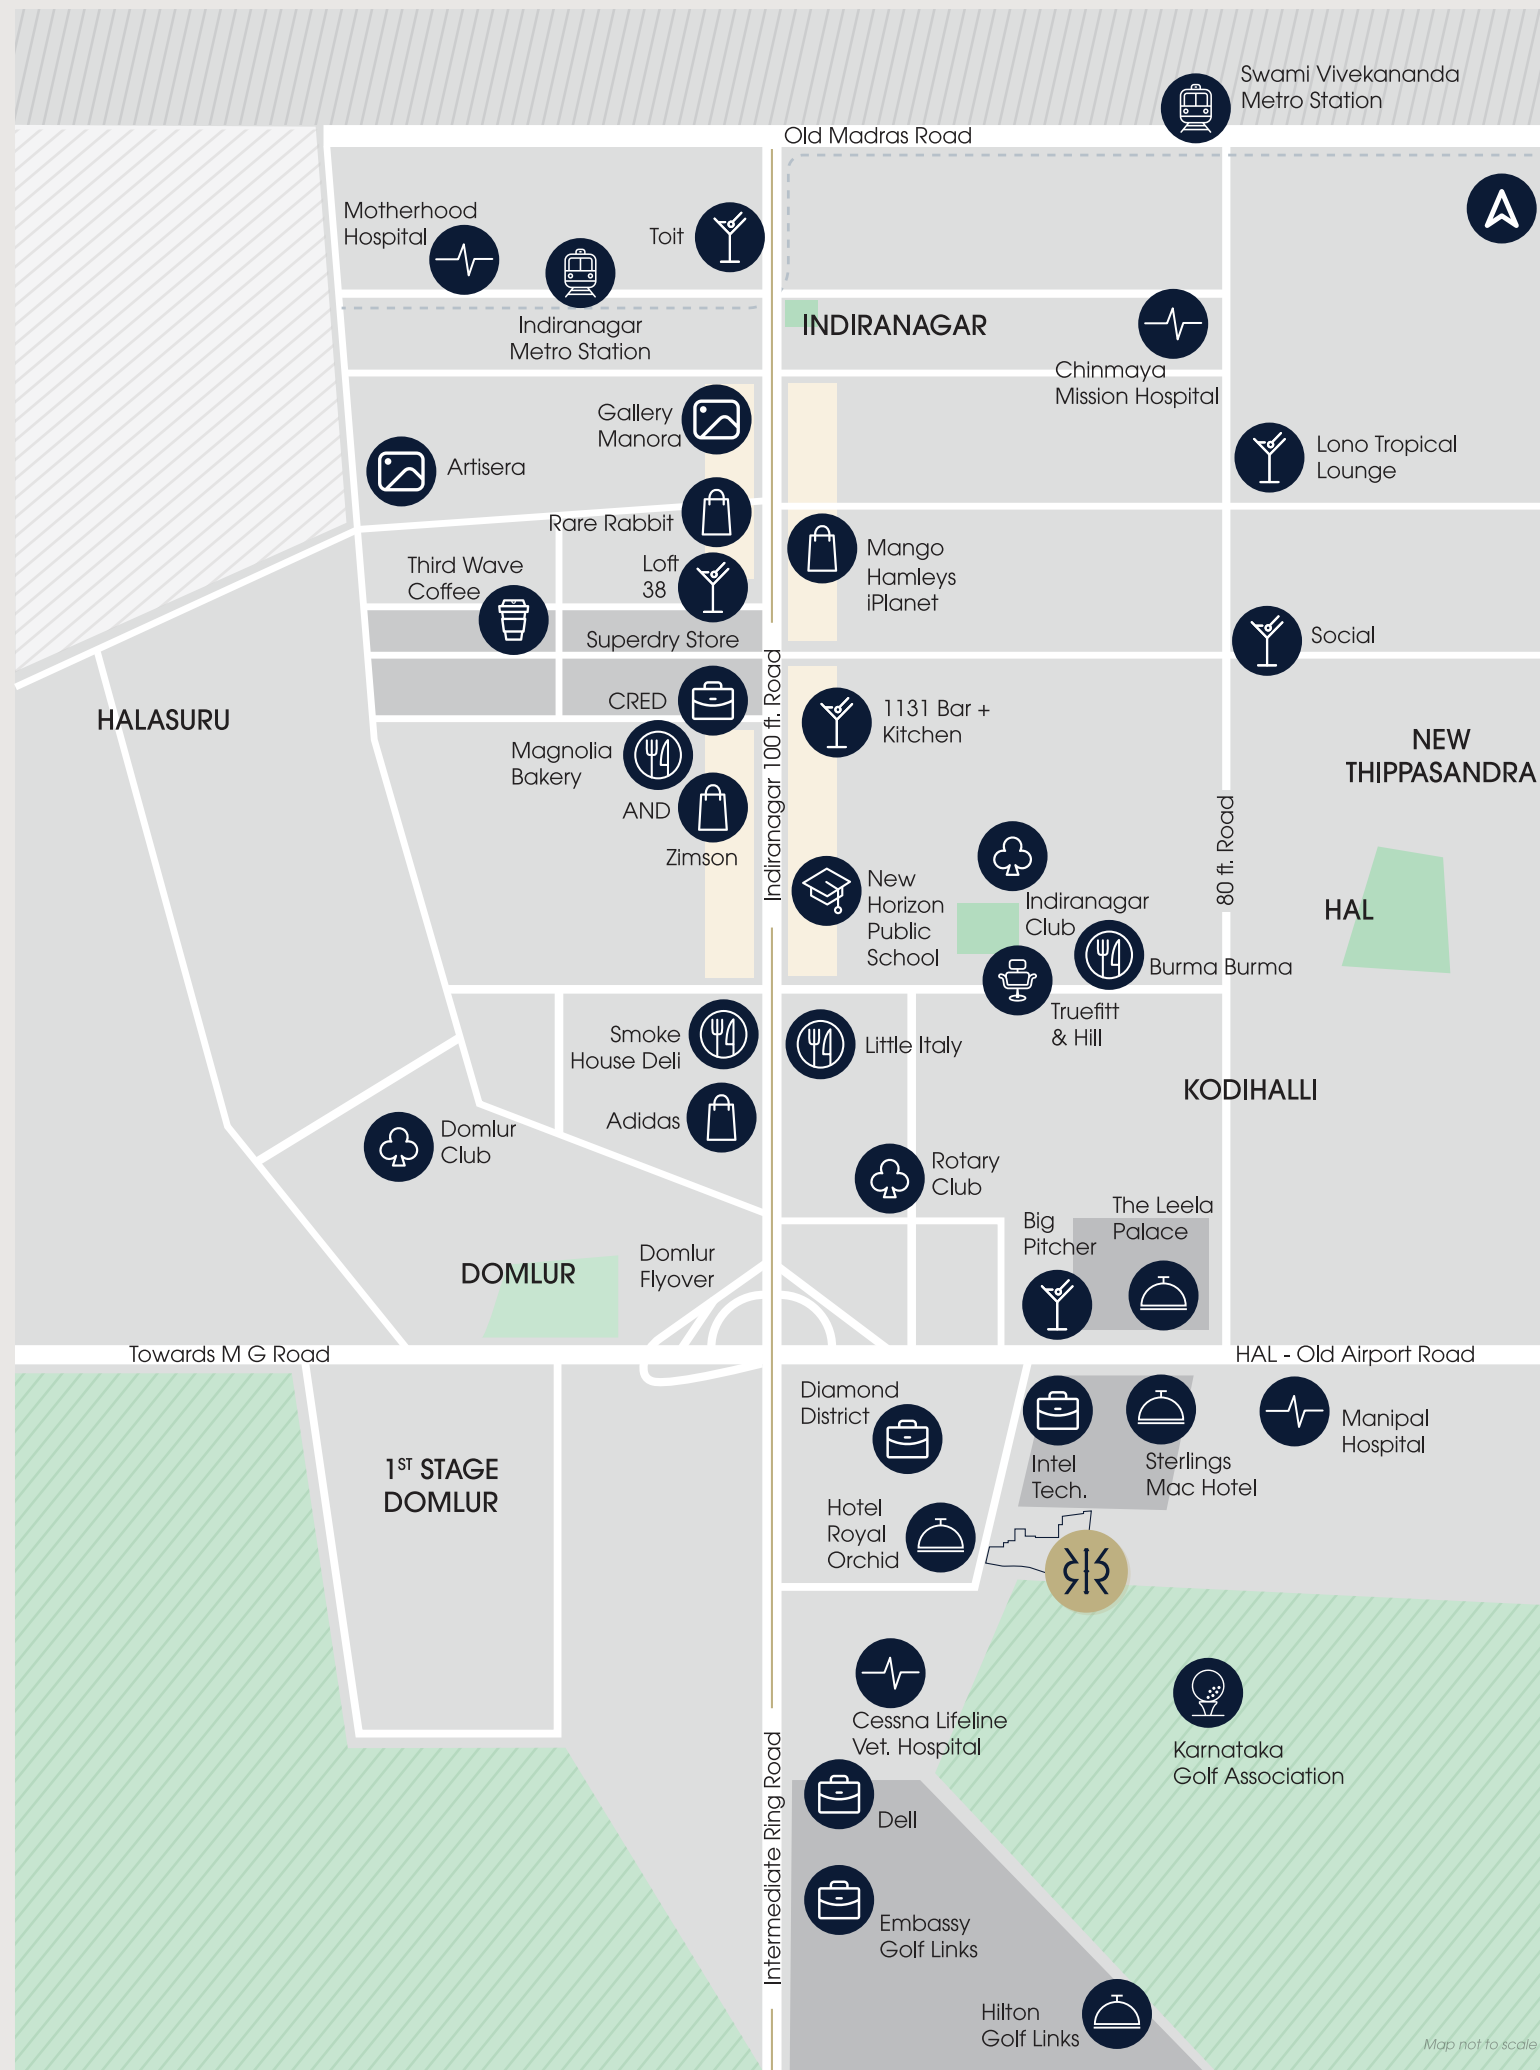 Swami Vivekananda
Metro Station
Old Madras Road
Motherhood
Hospital
Toit
Indiranagar
Metro Station
INDIRANAGAR
Chinmaya
Mission Hospital
Gallery
Manora
Artisera
Lono Tropical
Lounge
Rare Rabbit
Mango
Hamleys
iPlanet
Third Wave
Coffee
Loft
38
Superdry Store
Social
Indiranagar 100 ft. Road
HALASURU
CRED
1131 Bar +
Kitchen
NEW
THIPPASANDRA
Magnolia
Bakery
AND
Zimson
80 ft. Road
New
Horizon
Public
School
Indiranagar
Club
HAL
Burma Burma
Truefitt
& Hill
Smoke
House Deli
Little Italy
KODIHALLI
Adidas
Domlur
Club
Rotary
Club
The Leela
Palace
Big
Pitcher
DOMLUR
Domlur
Flyover
Towards M G Road
HAL - Old Airport Road
Diamond
District
Manipal
Hospital
1ST STAGE
DOMLUR
Intel
Tech.
Sterlings
Mac Hotel
Hotel
Royal
Orchid
Cessna Lifeline
Vet. Hospital
Karnataka
Golf Association
Intermediate Ring Road
Dell
Embassy
Golf Links
Hilton
Golf Links
Map not to scale